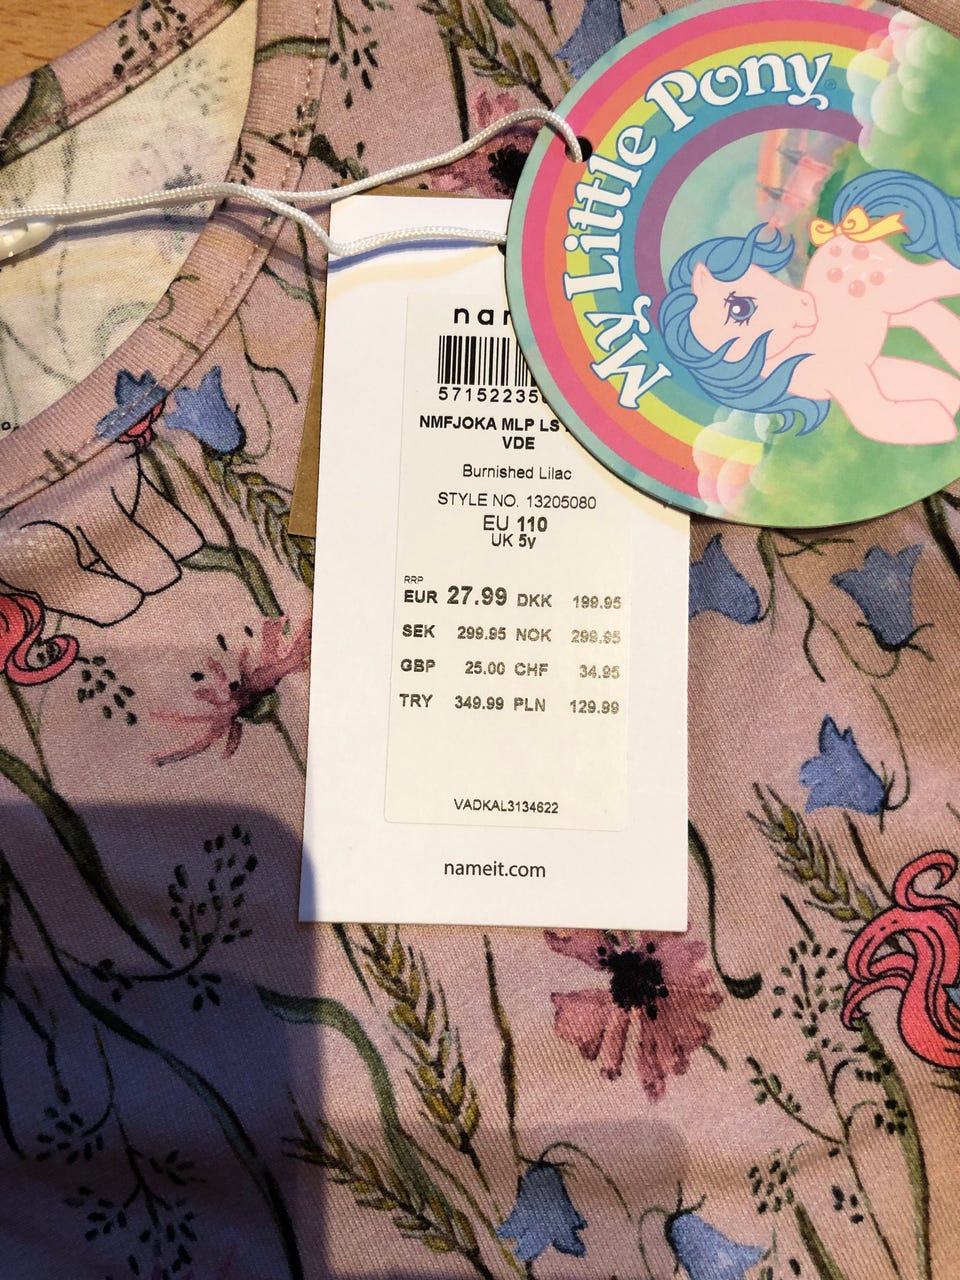 My Little Pony
57152235
NMFJOKA MLP LS
VDE
Burnished Lilac
STYLE NO. 13205080
EU 110
UK 5y
RRP
EUR 27.99 DKK 199.95
SEK 299.95 NOK 299.95
GBP 25.00 CHF 34.95
TRY 349.99 PLN 129.99
VADKAL3134622
nameit.com